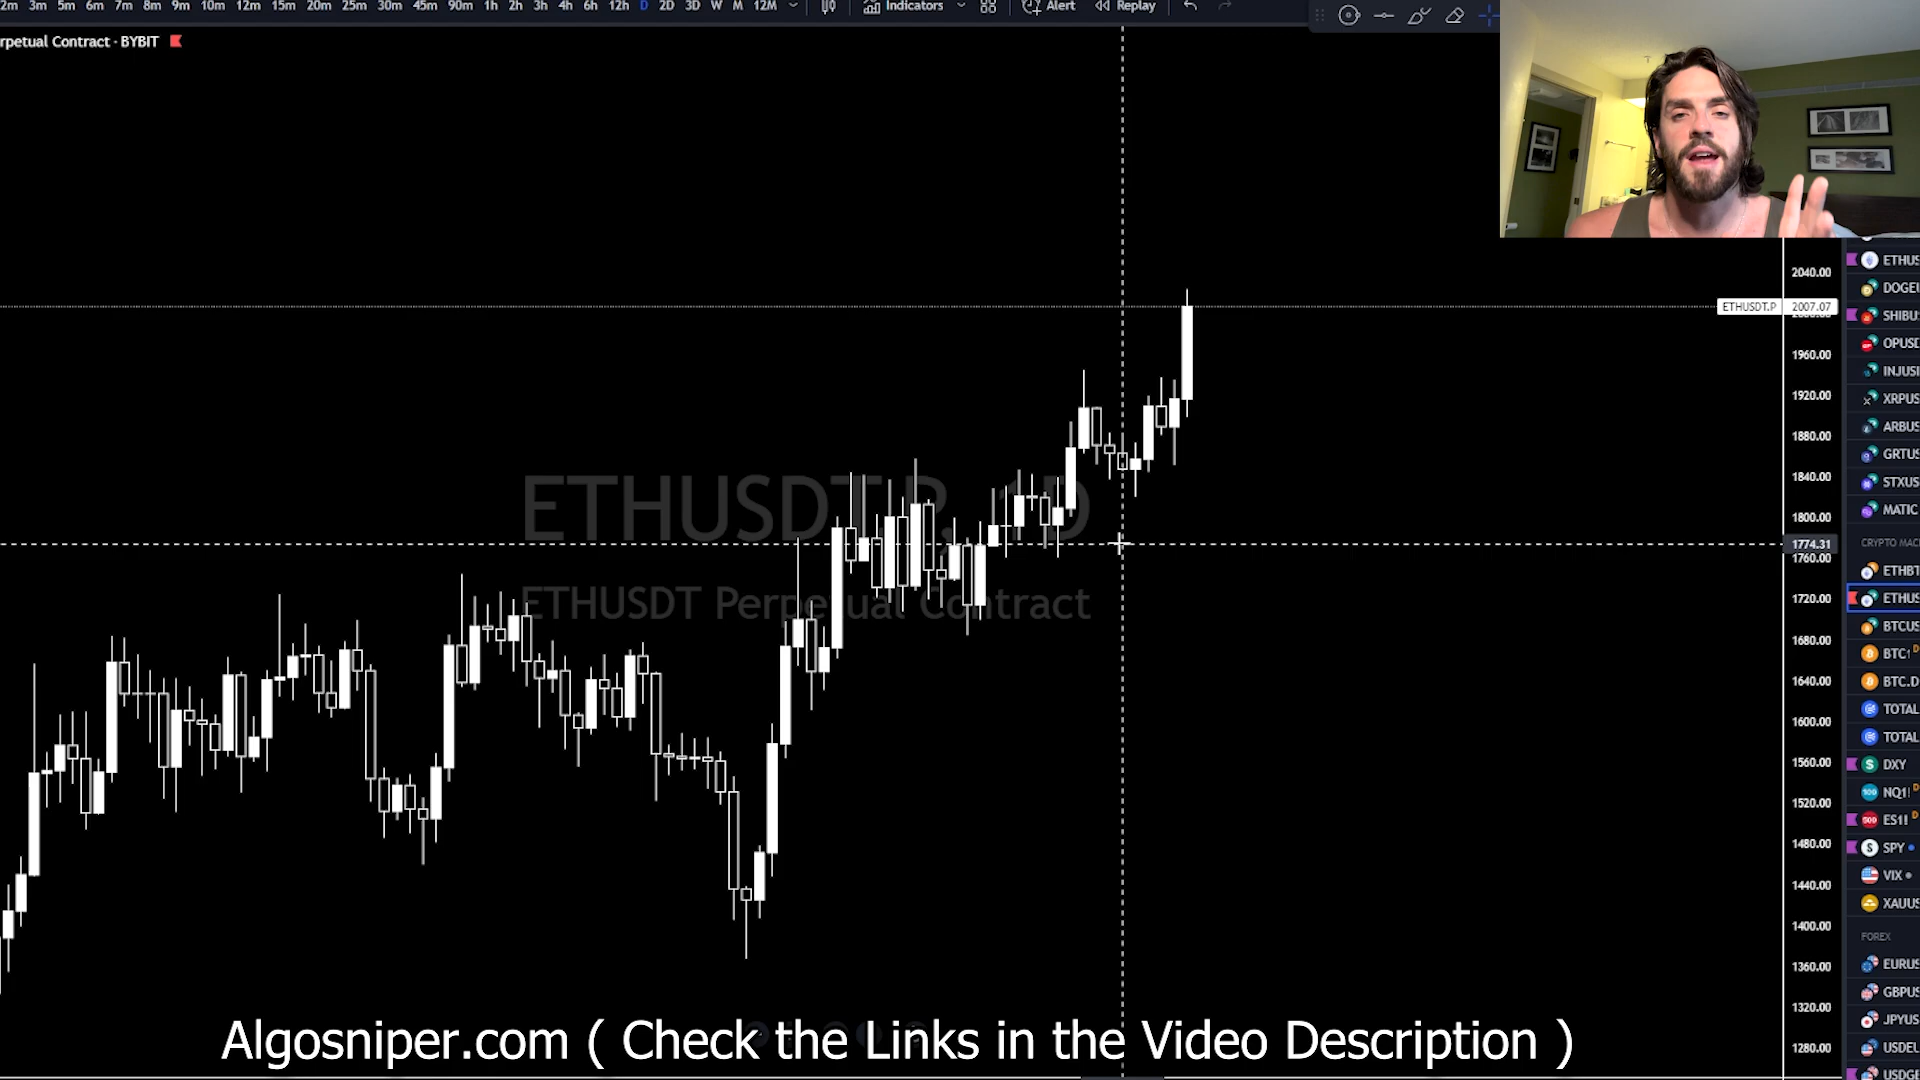 2m 3m 5m 6m 7m 8m 9m 10m 12m 15m 20m 25m 30m 45m 90m 1h 2h 3h 4h 6h 12h D 2D 3D W M 12M Indicators Alert Replay
rpetual Contract · BYBIT
2040.00
ETHUSDT.P 2007.07
1960.00
1920.00
1880.00
1840.00
1800.00
1774.31
1760.00
1720.00
1680.00
1640.00
1600.00
1560.00
1520.00
1480.00
1440.00
1400.00
1360.00
1320.00
1280.00
ETHUSDT.P, 1D
ETHUSDT Perpetual Contract
ETHUS
DOGEU
SHIBU
OPUSD
INJUSI
XRPUS
ARBUS
GRTUS
STXUS
MATIC
CRYPTO MAC
ETHBT
ETHUS
BTCUS
BTC1 D
BTC.D
TOTAL
TOTAL
DXY
NQ1! D
ES1! D
SPY
VIX
XAUUS
FOREX
EURUS
GBPUS
JPYUS
USDEU
USDGE
Algosniper.com ( Check the Links in the Video Description )